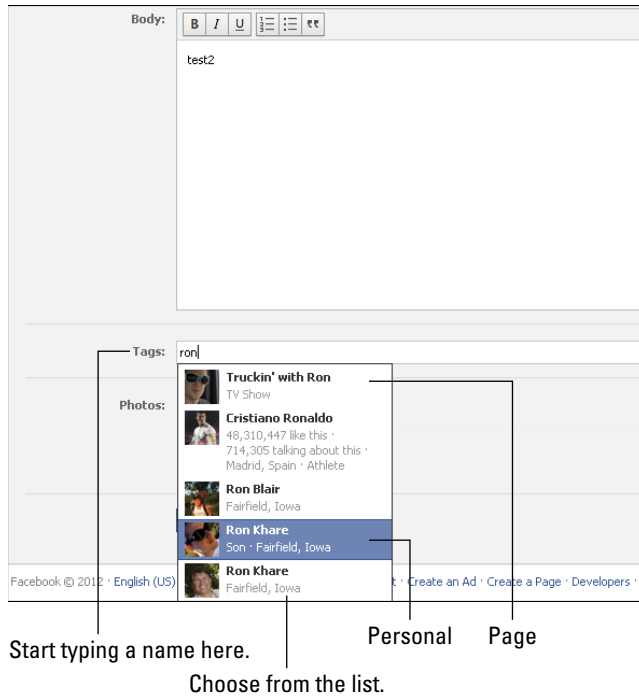 Body:
B I U
test2
Tags: ron
Truckin' with Ron
TV Show
Photos:
Cristiano Ronaldo
48,310,447 like this ·
714,305 talking about this ·
Madrid, Spain · Athlete
Ron Blair
Fairfield, Iowa
Ron Khare
Son · Fairfield, Iowa
Ron Khare
Fairfield, Iowa
Facebook © 2012 · English (US) t · Create an Ad · Create a Page · Developers ·
Start typing a name here.
Personal Page
Choose from the list.